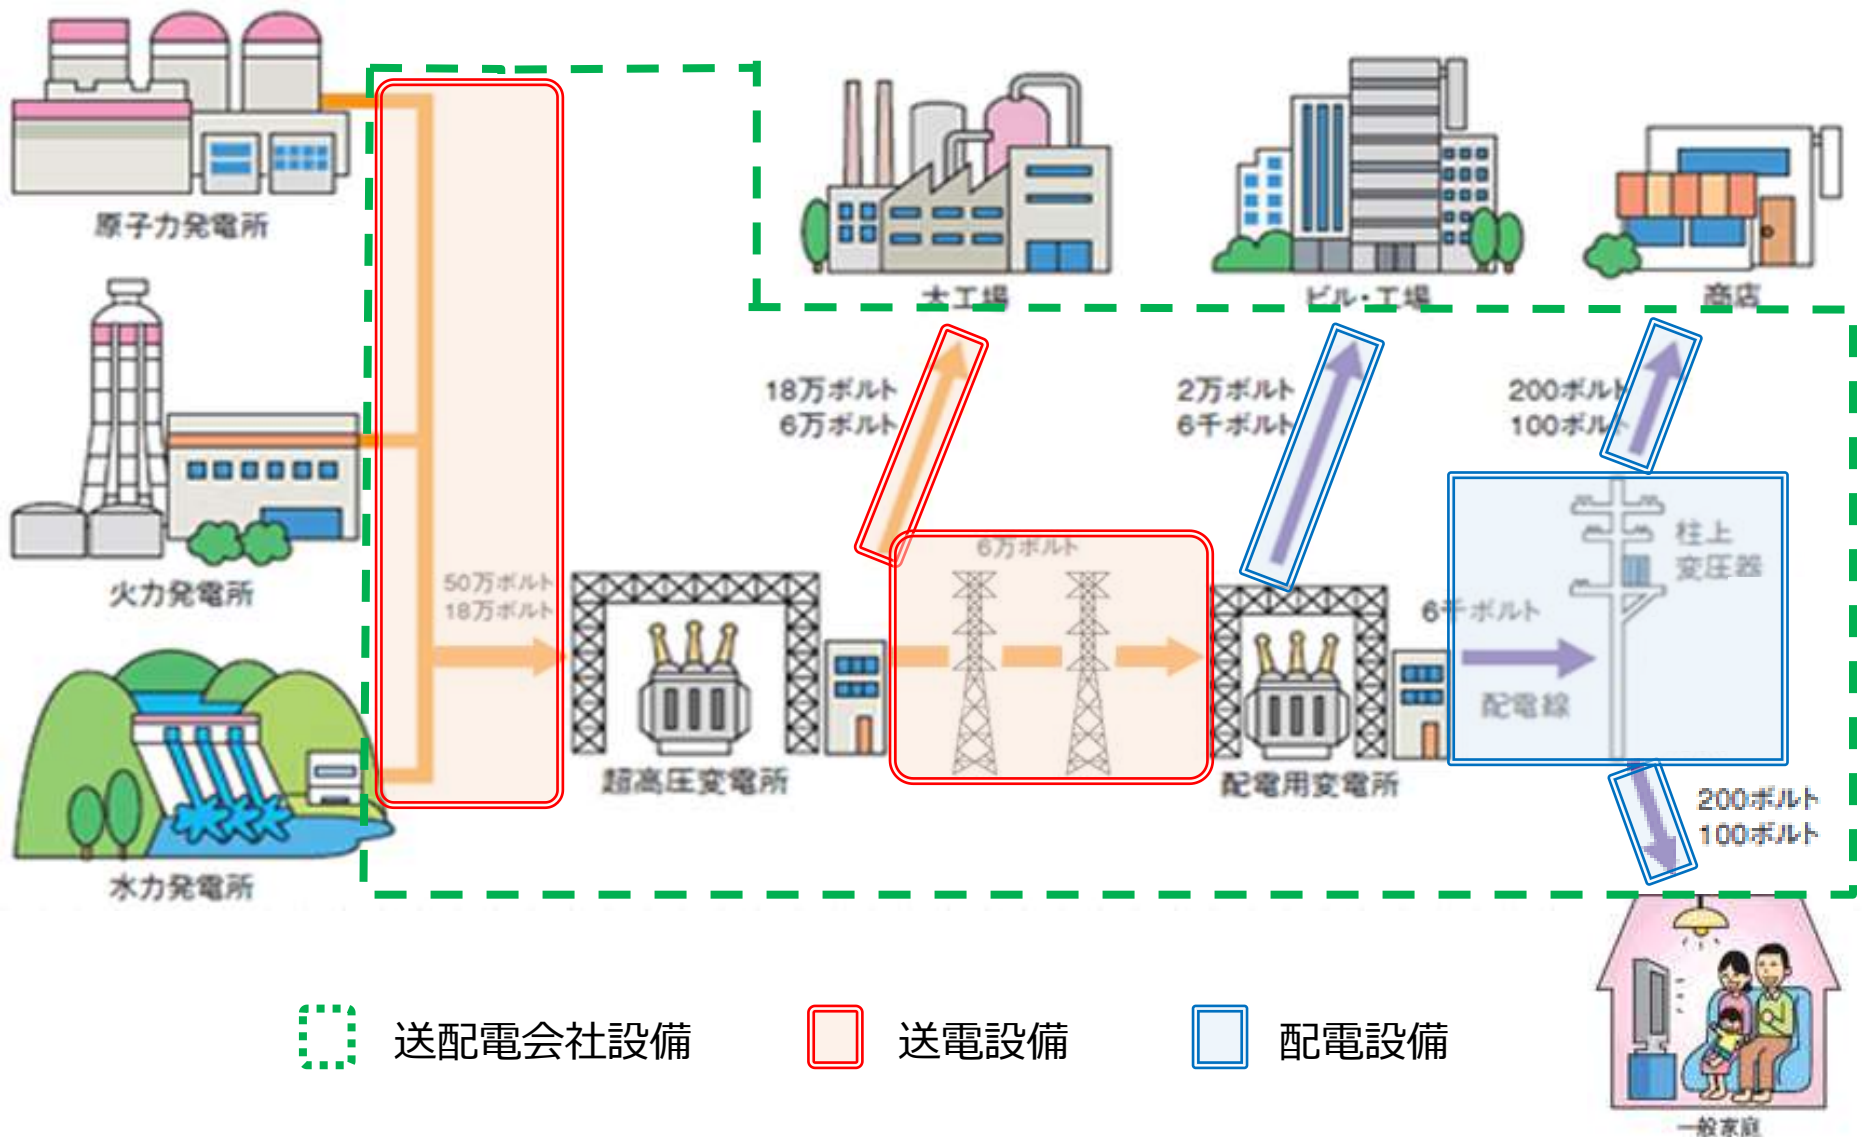 原子力発電所
大工場
ビル・工場
商店
18万ボルト
6万ボルト
2万ボルト
6千ボルト
200ボルト
100ボルト
火力発電所
50万ボルト
18万ボルト
6万ボルト
柱上
変圧器
6千ボルト
配電線
超高圧変電所
配電用変電所
200ボルト
100ボルト
水力発電所
送配電会社設備
送電設備
配電設備
一般家庭